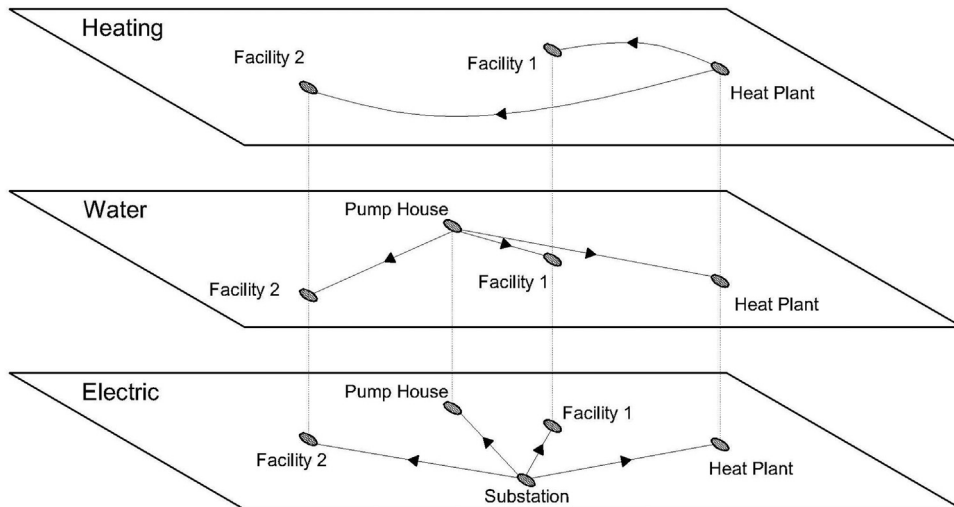 Heating
Facility 2
Facility 1
Heat Plant
Water
Pump House
Facility 2
Facility 1
Heat Plant
Electric
Pump House
Facility 1
Facility 2
Heat Plant
Substation